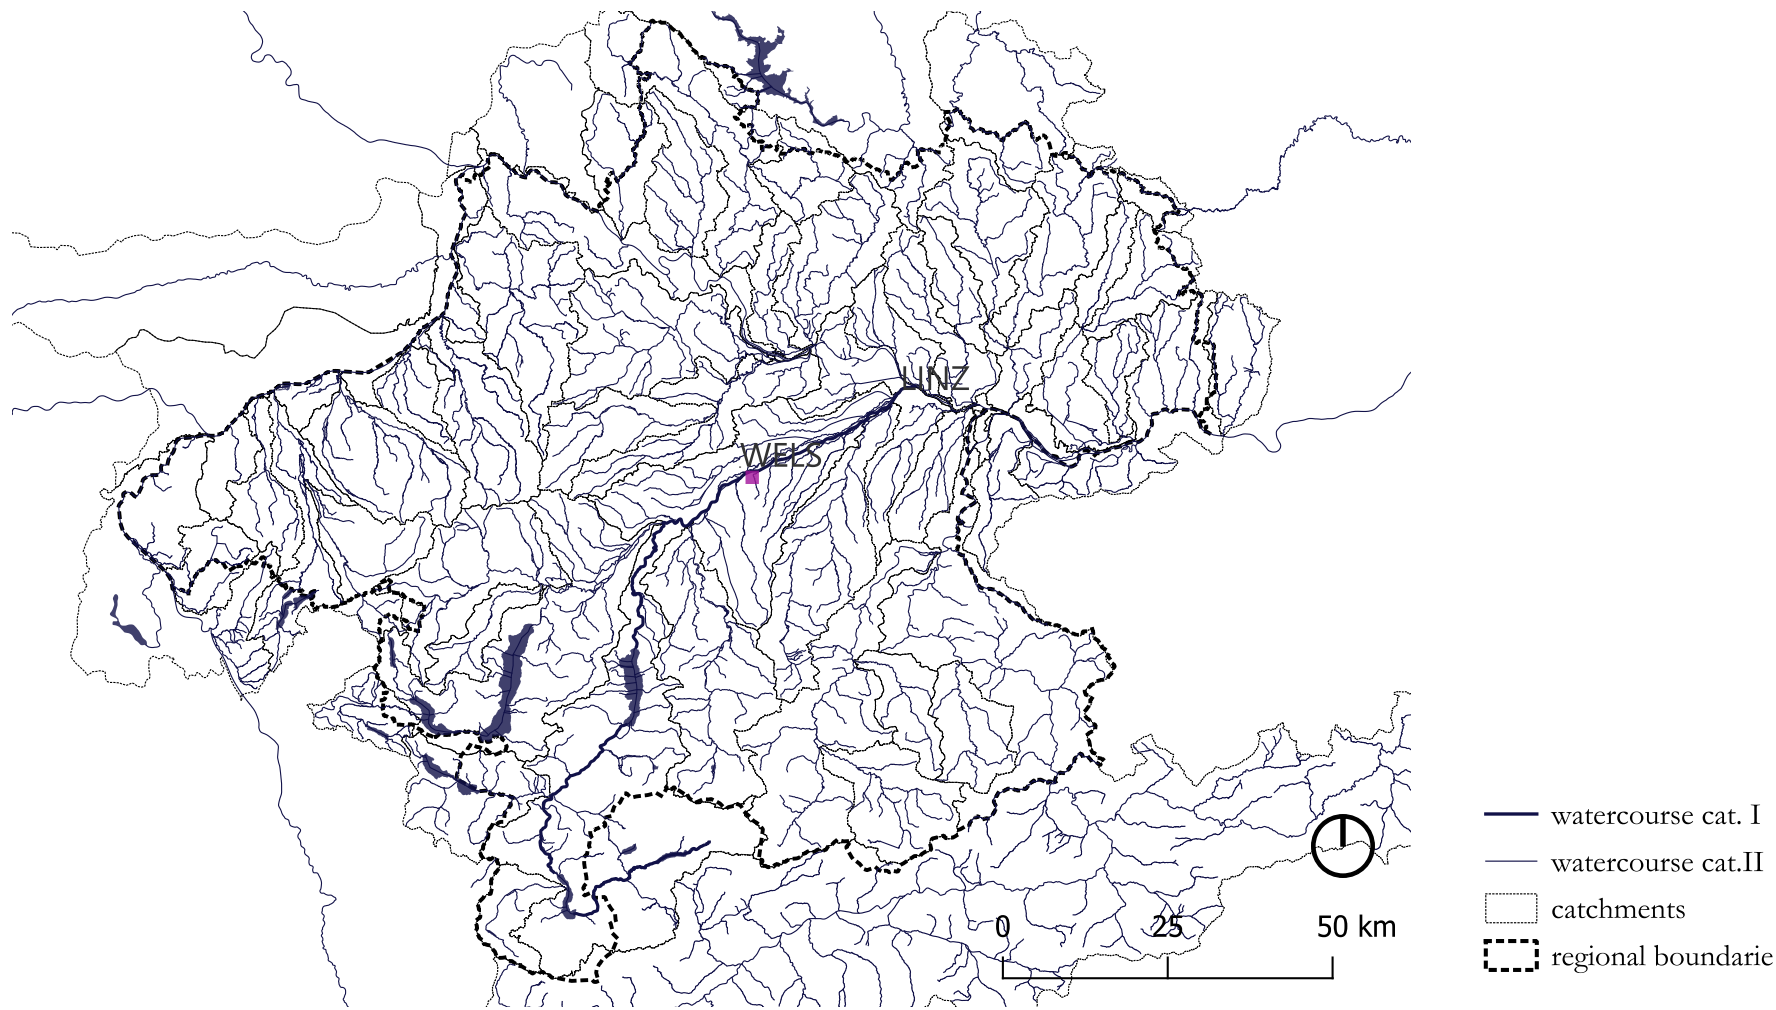 LINZ
WELS
watercourse cat. I
watercourse cat.II
catchments
regional boundarie
0 25 50 km